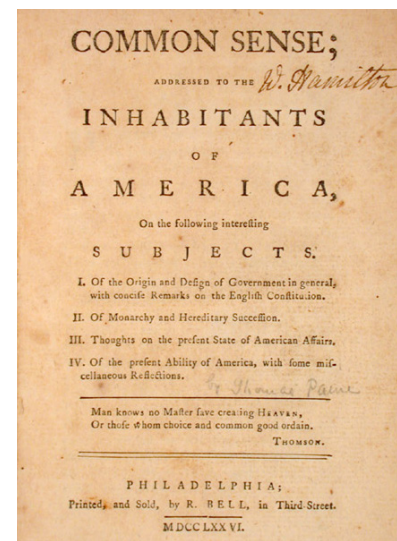 COMMON SENSE;
ADDRESSED TO THE W. Hamilton
INHABITANTS
OF
AMERICA,
On the following interesting
SUBJECTS.
I. Of the Origin and Design of Government in general,
with concise Remarks on the English Constitution.
II. Of Monarchy and Hereditary Succession.
III. Thoughts on the present State of American Affairs.
IV. Of the present Ability of America, with some mis-
cellaneous Reflections.
by Thomas Paine
Man knows no Master save creating HEAVEN,
Or those whom choice and common good ordain.
THOMSON.
PHILADELPHIA;
Printed, and Sold, by R. BELL, in Third-Street.
MDCCLXXVI.